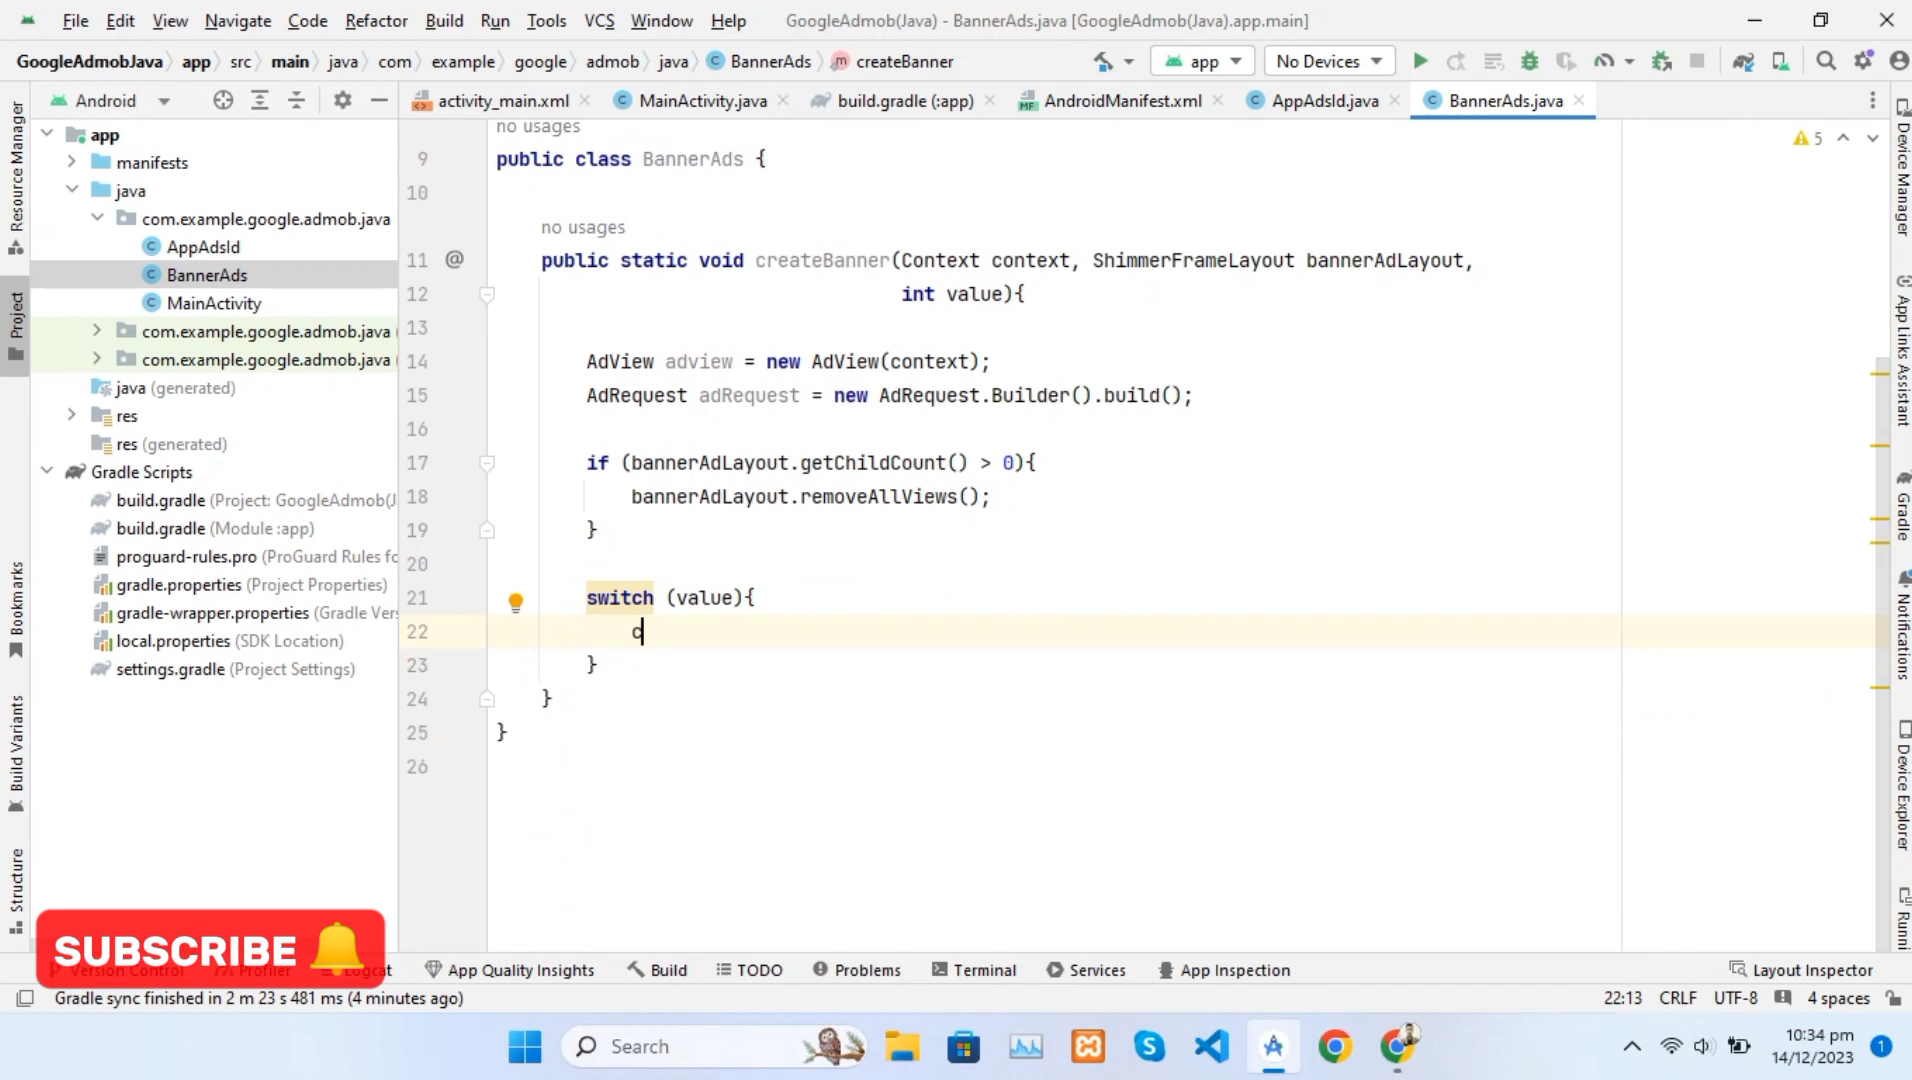 File Edit View Navigate Code Refactor Build Run Tools VCS Window Help GoogleAdmob(Java) - BannerAds.java [GoogleAdmob(Java).app.main]
GoogleAdmobJava app src main java com example google admob java BannerAds createBanner app No Devices
Android activity_main.xml MainActivity.java build.gradle (:app) AndroidManifest.xml AppAdsId.java BannerAds.java
app
manifests
java
com.example.google.admob.java
AppAdsId
BannerAds
MainActivity
com.example.google.admob.java (
com.example.google.admob.java (
java (generated)
res
res (generated)
Gradle Scripts
build.gradle (Project: GoogleAdmob(J
build.gradle (Module :app)
proguard-rules.pro (ProGuard Rules fo
gradle.properties (Project Properties)
gradle-wrapper.properties (Gradle Ver
local.properties (SDK Location)
settings.gradle (Project Settings)
Resource Manager
Project
Bookmarks
Build Variants
Structure
no usages
9 public class BannerAds {
10
no usages
11 @ public static void createBanner(Context context, ShimmerFrameLayout bannerAdLayout,
12 int value){
13
14 AdView adview = new AdView(context);
15 AdRequest adRequest = new AdRequest.Builder().build();
16
17 if (bannerAdLayout.getChildCount() > 0){
18 bannerAdLayout.removeAllViews();
19 }
20
21 switch (value){
22 c
23 }
24 }
25 }
26
5
Device Manager
App Links Assistant
Gradle
Notifications
Device Explorer
Runni
SUBSCRIBE
Version Control Profiler Logcat App Quality Insights Build TODO Problems Terminal Services App Inspection Layout Inspector
Gradle sync finished in 2 m 23 s 481 ms (4 minutes ago) 22:13 CRLF UTF-8 4 spaces
Search
10:34 pm
14/12/2023
1